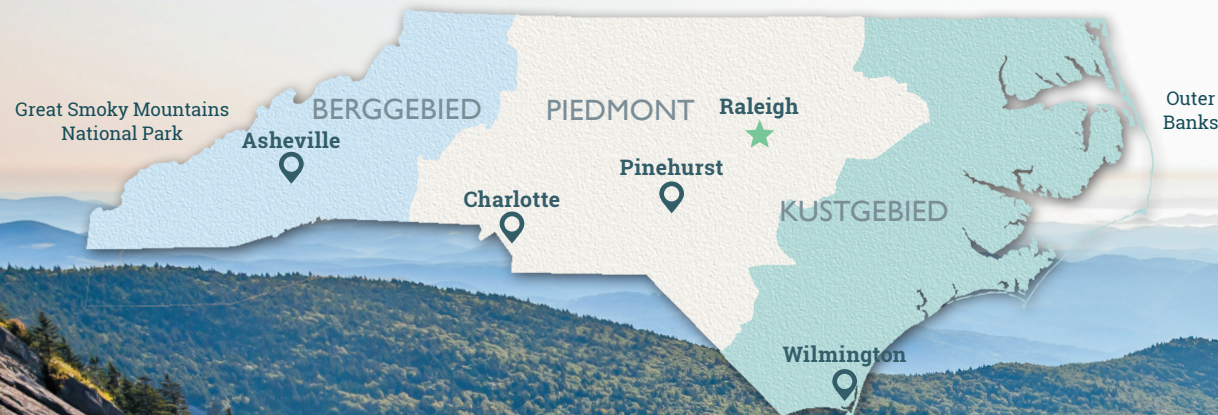 Great Smoky Mountains
National Park
BERGGEBIED
Asheville
PIEDMONT
Raleigh
Pinehurst
Charlotte
KUSTGEBIED
Wilmington
Outer
Banks